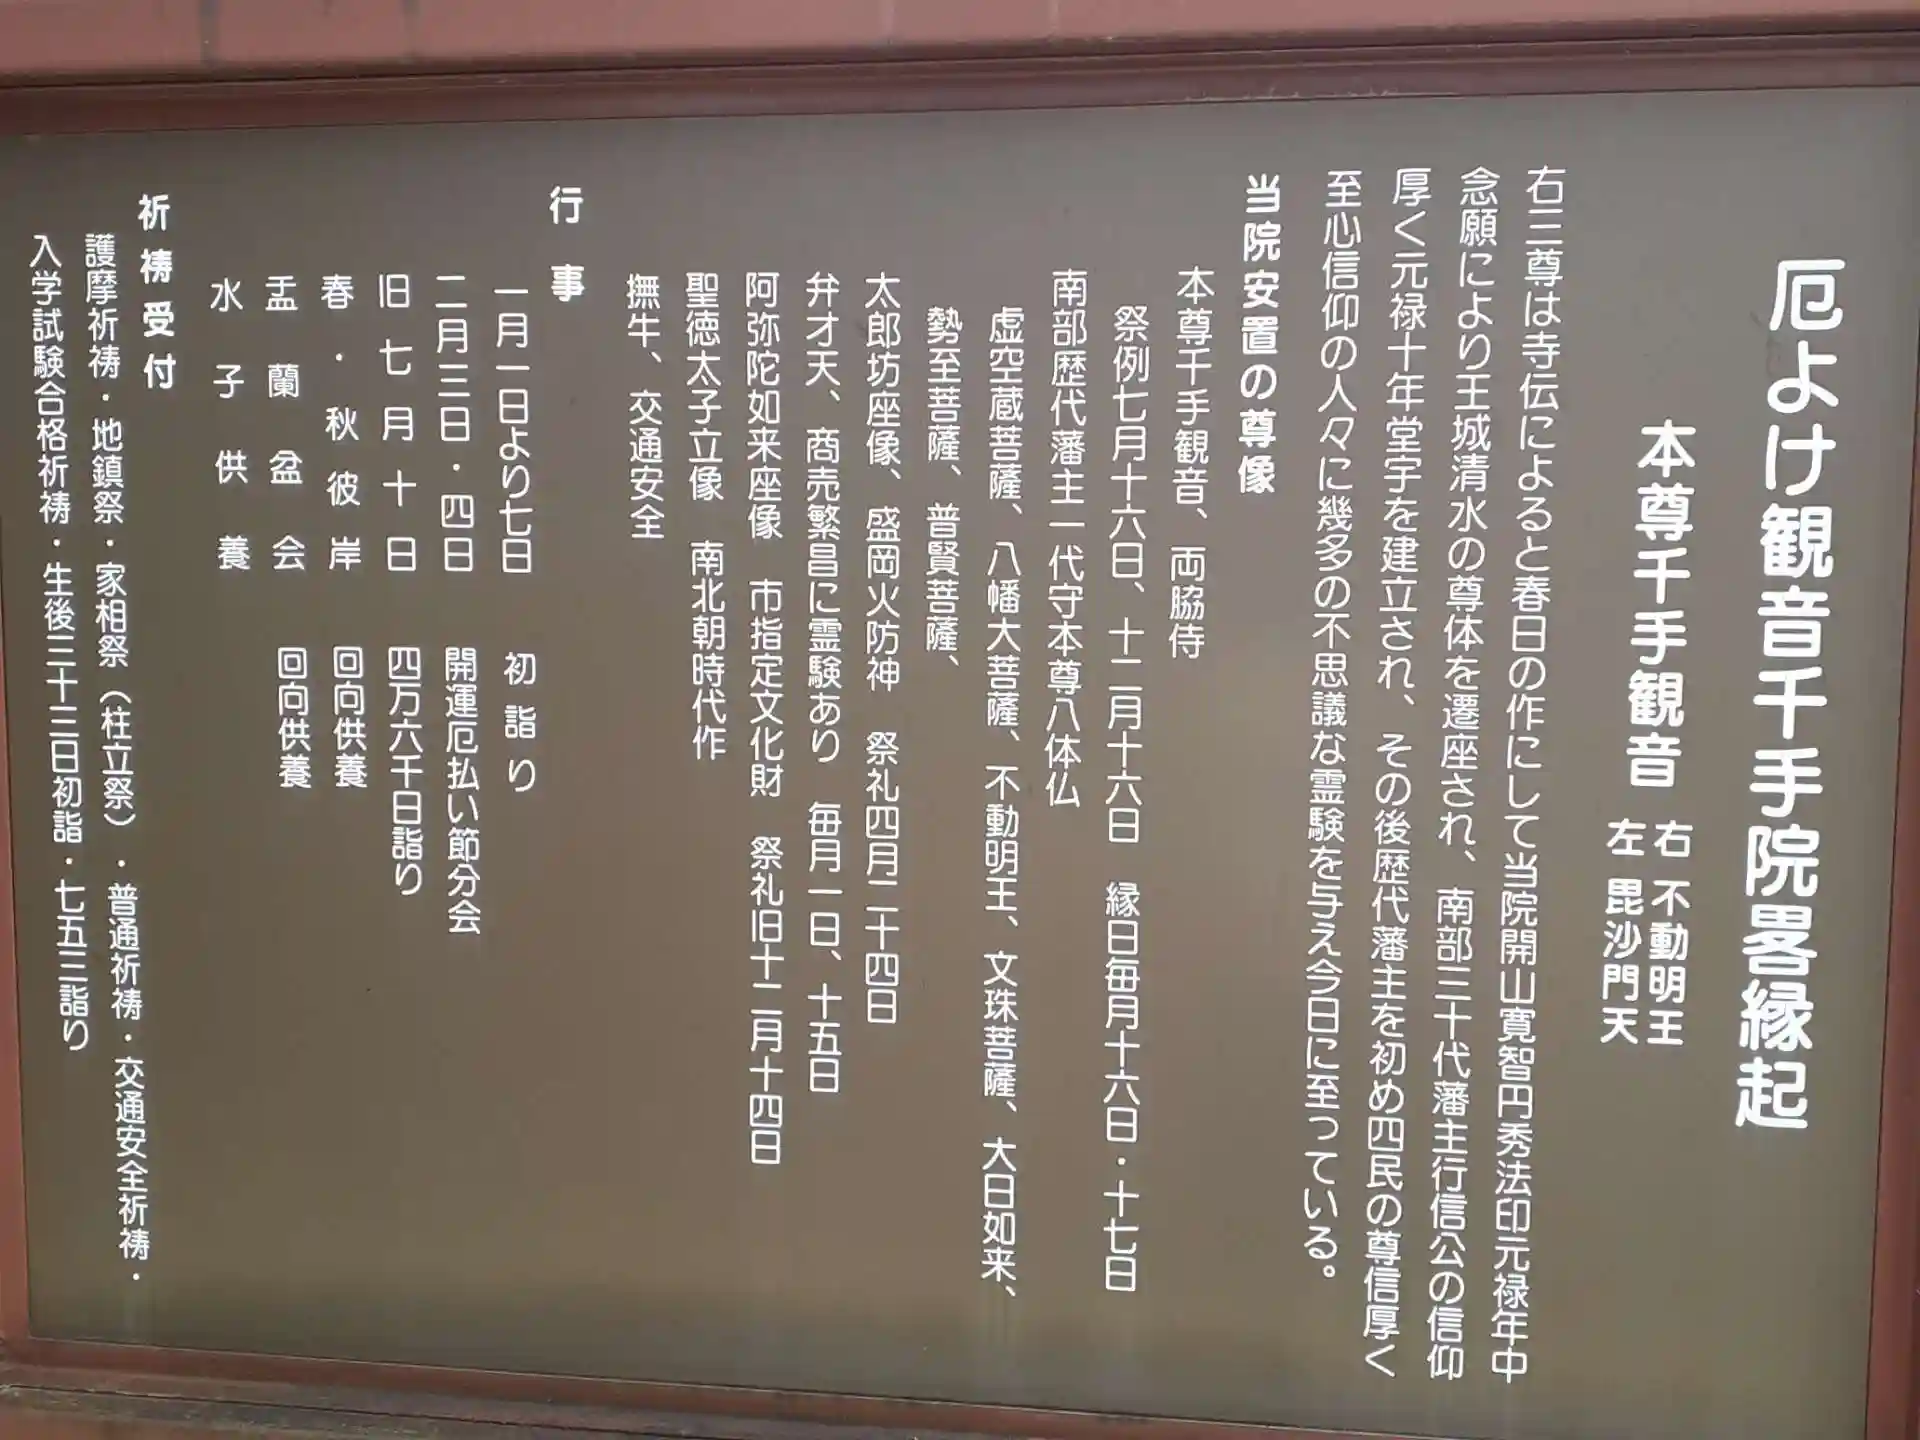 厄よけ観音千手院畧縁起
本尊千手観音
右 不動明王
左 毘沙門天
右三尊は寺伝によると春日の作にして当院開山寛智円秀法印元禄年中
念願により王城清水の尊体を遷座され、南部三十代藩主行信公の信仰
厚く元禄十年堂宇を建立され、その後歴代藩主を初め四民の尊信厚く
至心信仰の人々に幾多の不思議な霊験を与え今日に至っている。
当院安置の尊像
本尊千手観音、両脇侍
祭例七月十六日、十二月十六日 縁日毎月十六日・十七日
南部歴代藩主一代守本尊八体仏
虚空蔵菩薩、八幡大菩薩、不動明王、文珠菩薩、大日如来、
勢至菩薩、普賢菩薩、
太郎坊座像、盛岡火防神 祭礼四月二十四日
弁才天、商売繁昌に霊験あり 毎月一日、十五日
阿弥陀如来座像 市指定文化財 祭礼旧十二月十四日
聖徳太子立像 南北朝時代作
撫牛、交通安全
行事
一月一日より七日 初詣り
二月三日・四日 開運厄払い節分会
旧七月十日 四万六千日詣り
春・秋彼岸 回向供養
盂蘭盆会 回向供養
水子供養
祈祷受付
護摩祈祷・地鎮祭・家相祭（柱立祭）・普通祈祷・交通安全祈祷・
入学試験合格祈祷・生後三十三日初詣・七五三詣り